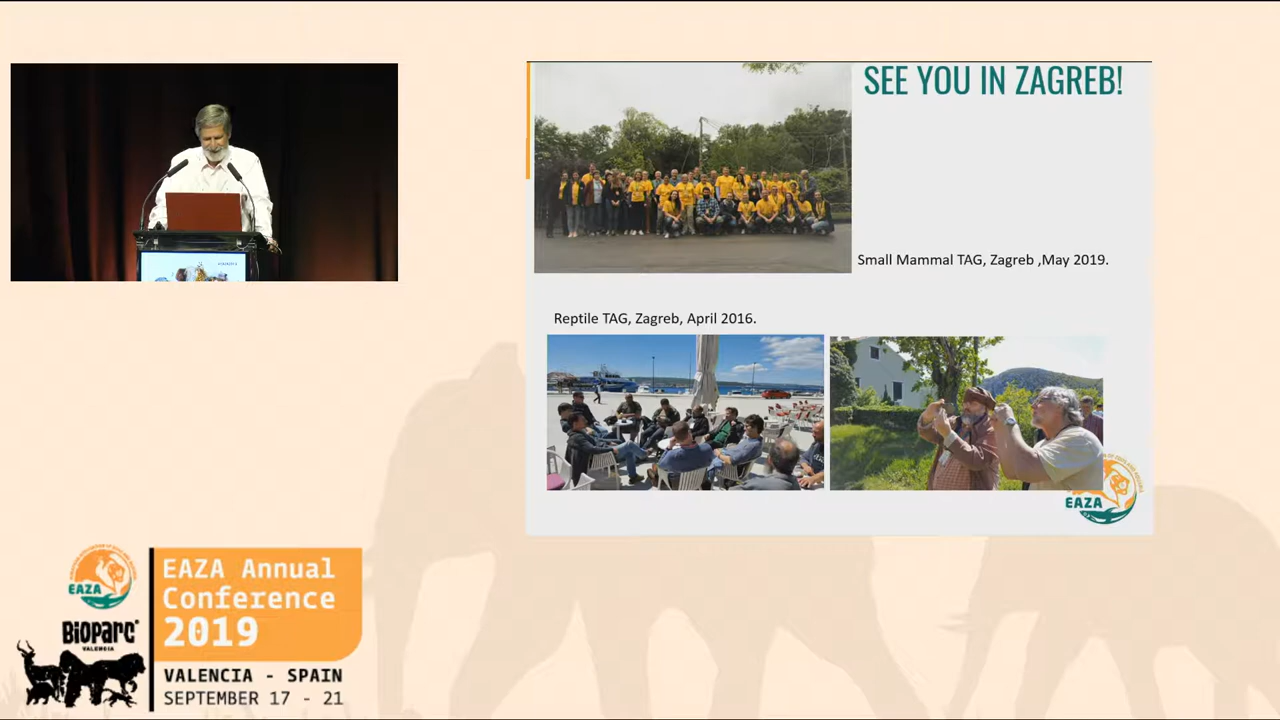 SEE YOU IN ZAGREB!
Small Mammal TAG, Zagreb ,May 2019.
Reptile TAG, Zagreb, April 2016.
EAZA
EAZA
BIOPARC
VALENCIA
EAZA Annual
Conference
2019
VALENCIA - SPAIN
SEPTEMBER 17 - 21